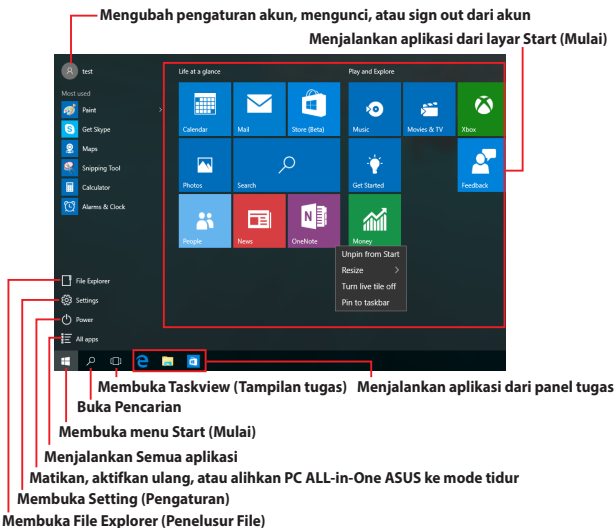 Mengubah pengaturan akun, mengunci, atau sign out dari akun
Menjalankan aplikasi dari layar Start (Mulai)
test
Most used
Paint
Get Skype
Maps
Snipping Tool
Calculator
Alarms & Clock
File Explorer
Settings
Power
All apps
Life at a glance
Play and Explore
Calendar
Mail
Store (Beta)
Music
Movies & TV
Xbox
Photos
Search
Get Started
Feedback
People
News
OneNote
Money
Unpin from Start
Resize
Turn live tile off
Pin to taskbar
Membuka Taskview (Tampilan tugas)
Menjalankan aplikasi dari panel tugas
Buka Pencarian
Membuka menu Start (Mulai)
Menjalankan Semua aplikasi
Matikan, aktifkan ulang, atau alihkan PC ALL-in-One ASUS ke mode tidur
Membuka Setting (Pengaturan)
Membuka File Explorer (Penelusur File)